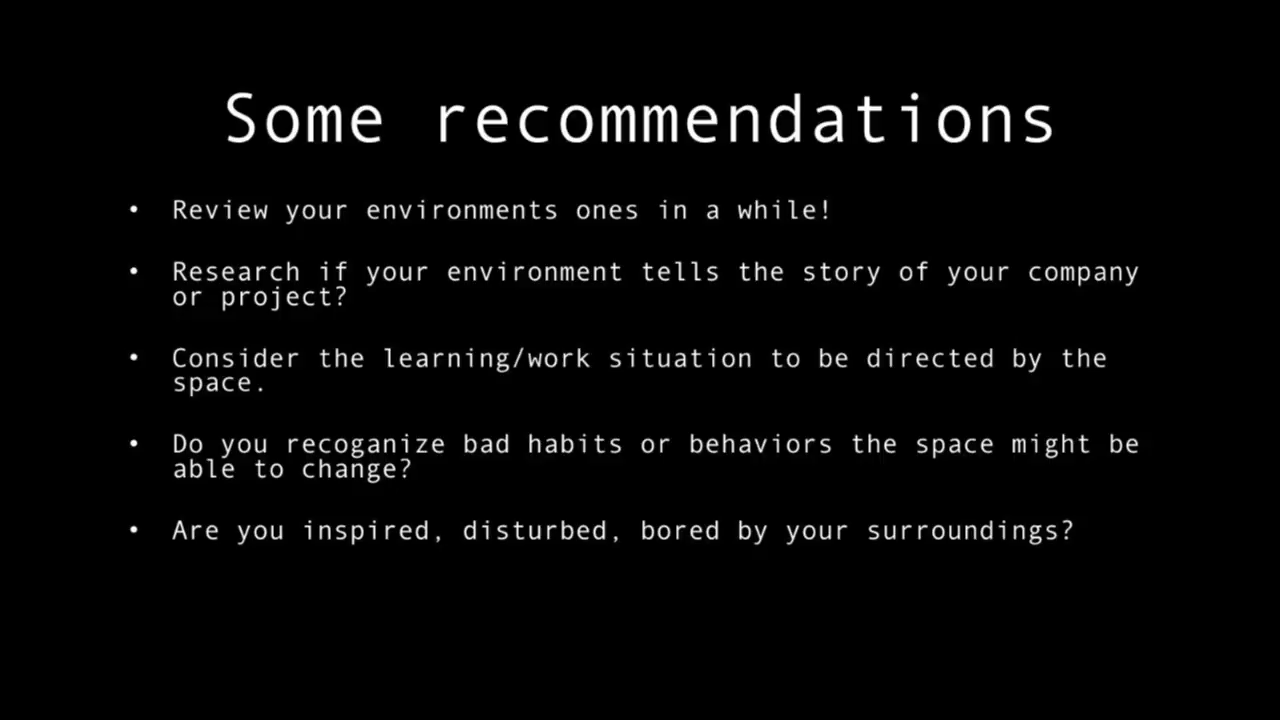 Some recommendations
• Review your environments ones in a while!
• Research if your environment tells the story of your company
or project?
• Consider the learning/work situation to be directed by the
space.
• Do you recoganize bad habits or behaviors the space might be
able to change?
• Are you inspired, disturbed, bored by your surroundings?